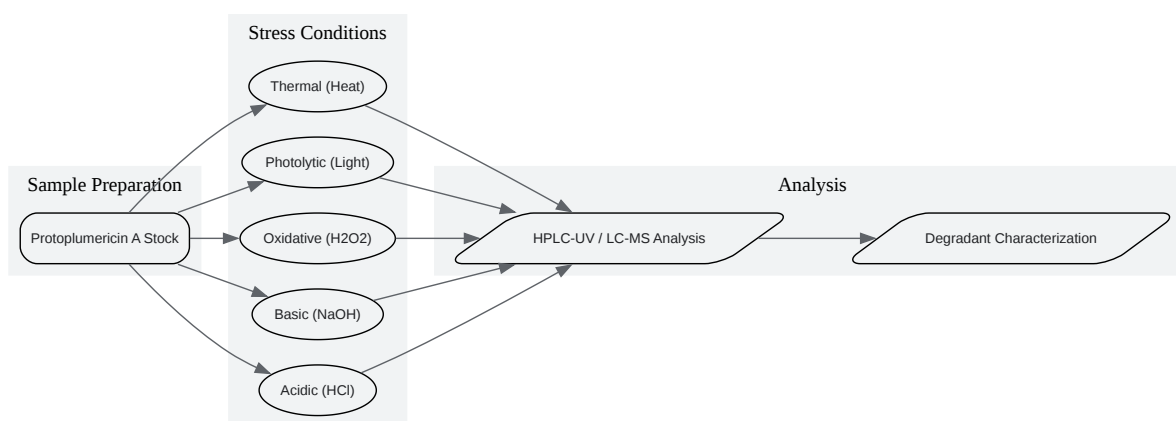 Stress Conditions
Thermal (Heat)
Photolytic (Light)
Oxidative (H2O2)
Basic (NaOH)
Acidic (HCl)
Sample Preparation
Protoplumericin A Stock
Analysis
HPLC-UV / LC-MS Analysis
Degradant Characterization